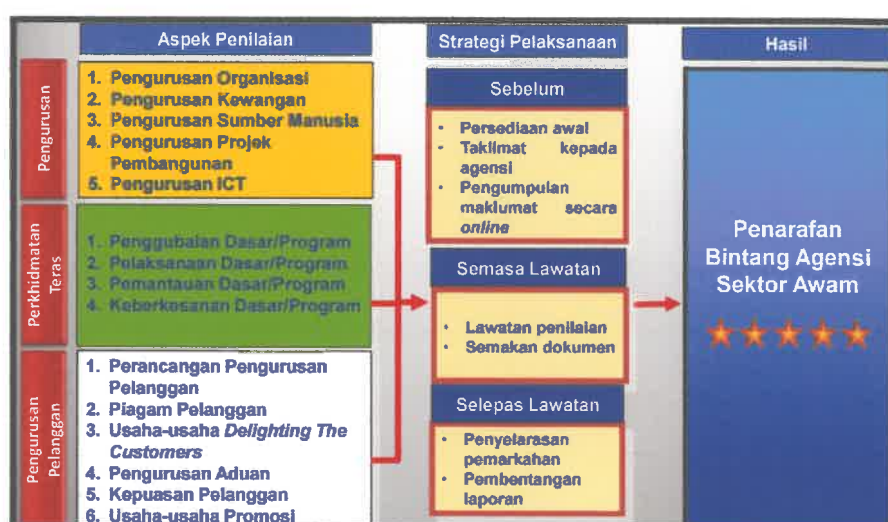 Aspek Penilaian
Pengurusan
1. Pengurusan Organisasi
2. Pengurusan Kewangan
3. Pengurusan Sumber Manusia
4. Pengurusan Projek
Pembangunan
5. Pengurusan ICT
Perkhidmatan
Teras
1. Penggubalan Dasar/Program
2. Pelaksanaan Dasar/Program
3. Pemantauan Dasar/Program
4. Keberkesanan Dasar/Program
Pengurusan
Pelanggan
1. Perancangan Pengurusan
Pelanggan
2. Piagam Pelanggan
3. Usaha-usaha Delighting The
Customers
4. Pengurusan Aduan
5. Kepuasan Pelanggan
6. Usaha-usaha Promosi
Strategi Pelaksanaan
Sebelum
• Persediaan awal
• Taklimat kepada
agensi
• Pengumpulan
maklumat secara
online
Semasa Lawatan
• Lawatan penilaian
• Semakan dokumen
Selepas Lawatan
• Penyelarasan
pemarkahan
• Pembentangan
laporan
Hasil
Penarafan
Bintang Agensi
Sektor Awam